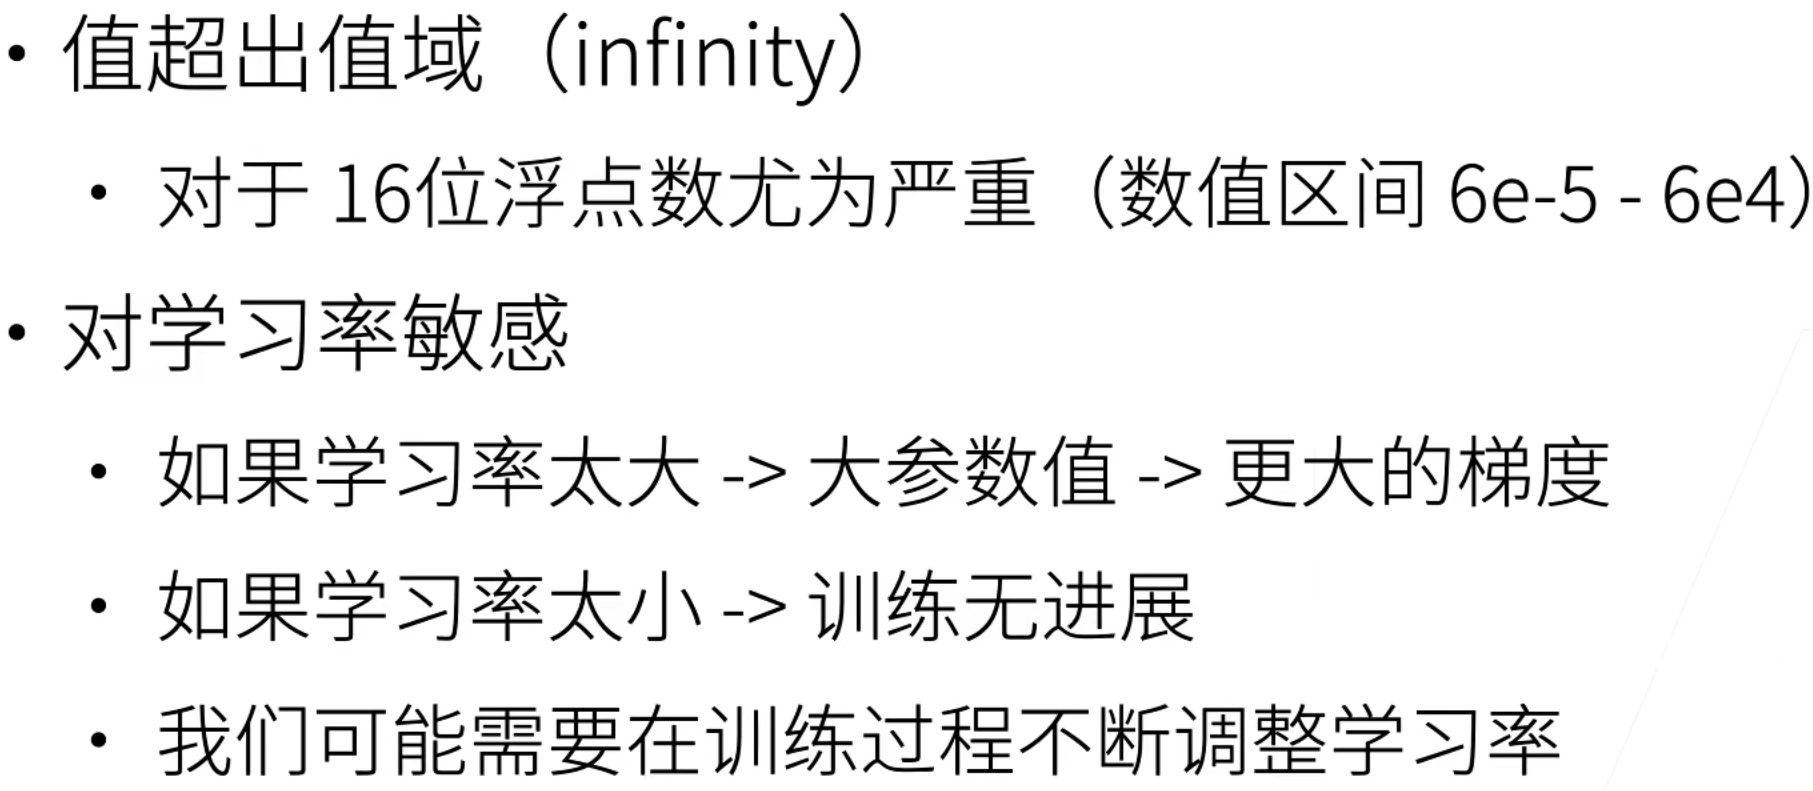 • 值超出值域（infinity）
• 对于 16位浮点数尤为严重（数值区间 6e-5 - 6e4）
• 对学习率敏感
• 如果学习率太大 -> 大参数值 -> 更大的梯度
• 如果学习率太小 -> 训练无进展
• 我们可能需要在训练过程不断调整学习率